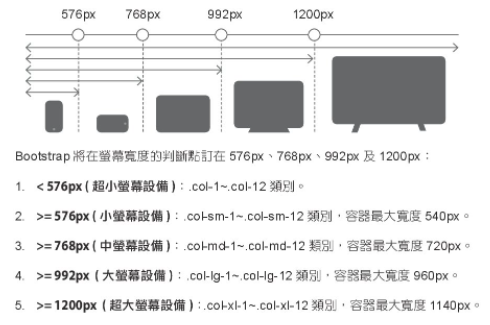 576px 768px 992px 1200px
Bootstrap 將在螢幕寬度的判斷點訂在 576px、768px、992px 及 1200px：
1. < 576px ( 超小螢幕設備 )：.col-1~.col-12 類別。
2. >= 576px ( 小螢幕設備 )：.col-sm-1~.col-sm-12 類別，容器最大寬度 540px。
3. >= 768px ( 中螢幕設備 )：.col-md-1~.col-md-12 類別，容器最大寬度 720px。
4. >= 992px ( 大螢幕設備 )：.col-lg-1~.col-lg-12 類別，容器最大寬度 960px。
5. >= 1200px ( 超大螢幕設備 )：.col-xl-1~.col-xl-12 類別，容器最大寬度 1140px。